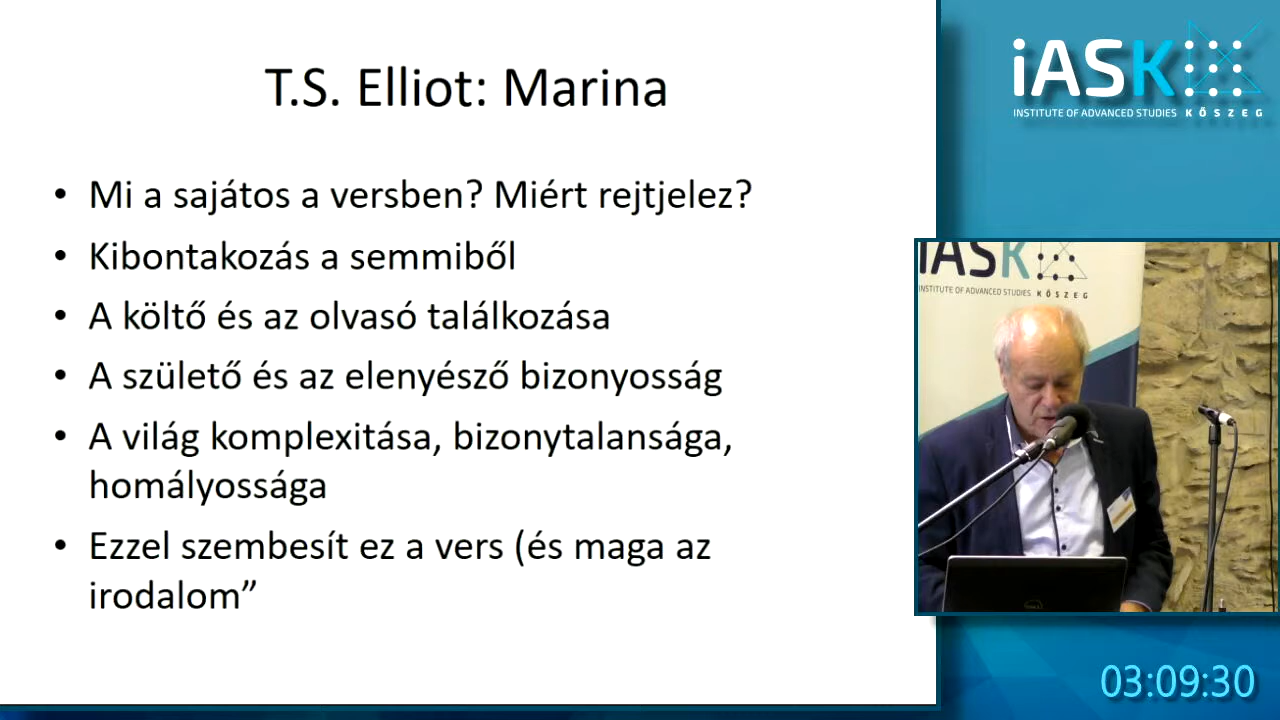 T.S. Elliot: Marina
• Mi a sajátos a versben? Miért rejtjelez?
• Kibontakozás a semmiből
• A költő és az olvasó találkozása
• A születő és az elenyésző bizonyosság
• A világ komplexitása, bizonytalansága,
homályossága
• Ezzel szembesít ez a vers (és maga az
irodalom”
iASK
INSTITUTE OF ADVANCED STUDIES KŐSZEG
iASK
INSTITUTE OF ADVANCED STUDIES KŐSZEG
03:09:30